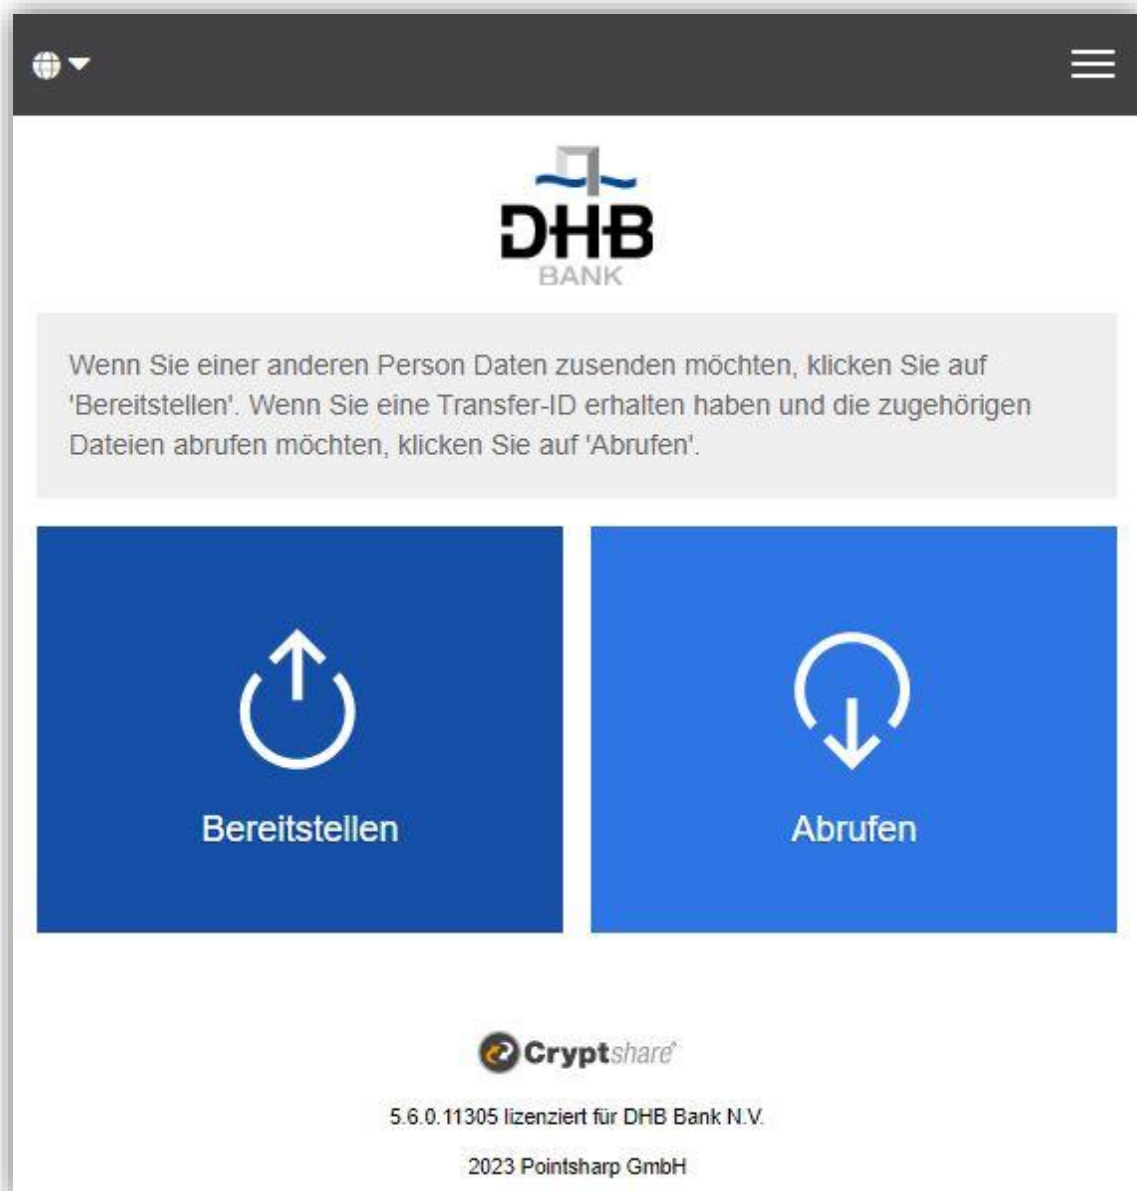 DHB
BANK
Wenn Sie einer anderen Person Daten zusenden möchten, klicken Sie auf
'Bereitstellen'. Wenn Sie eine Transfer-ID erhalten haben und die zugehörigen
Dateien abrufen möchten, klicken Sie auf 'Abrufen'.
Bereitstellen
Abrufen
Cryptshare
5.6.0.11305 lizenziert für DHB Bank N.V.
2023 Pointsharp GmbH